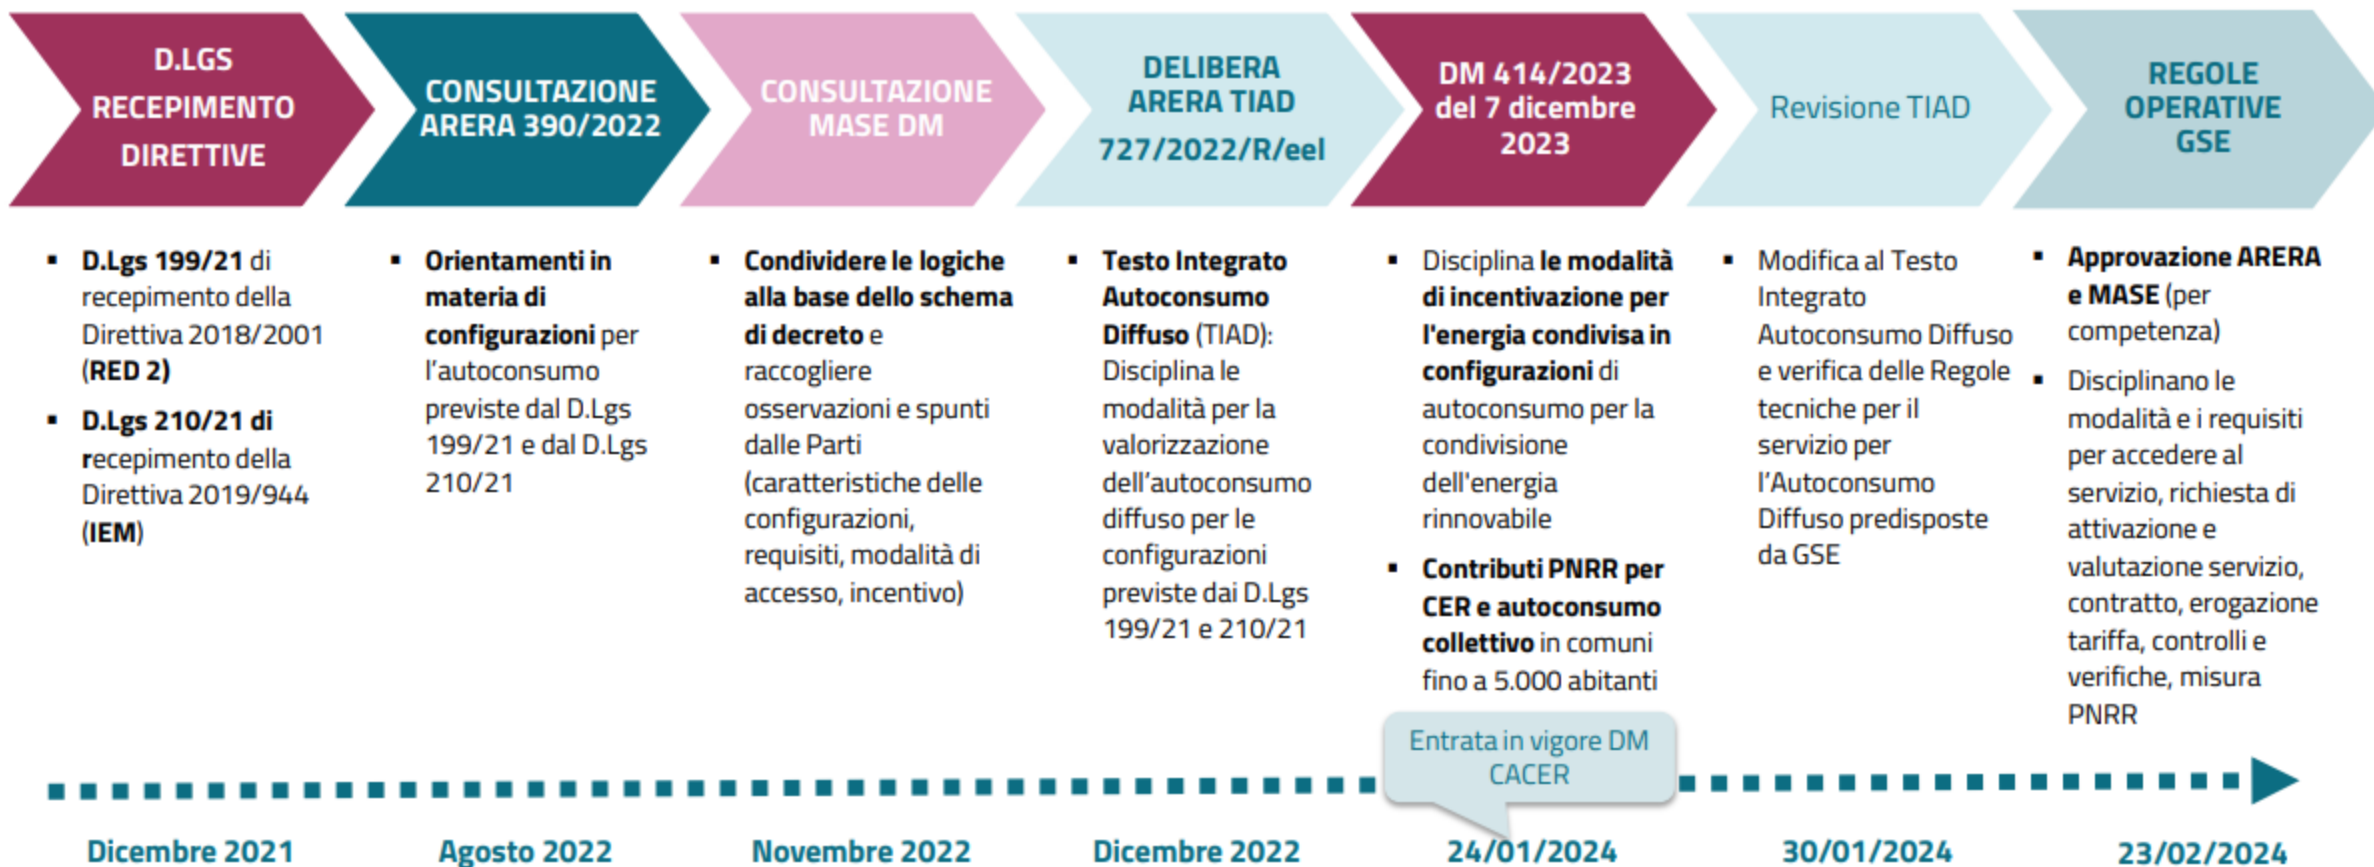 D.LGS
RECEPIMENTO
DIRETTIVE
CONSULTAZIONE
ARERA 390/2022
CONSULTAZIONE
MASE DM
DELIBERA
ARERA TIAD
727/2022/R/eel
DM 414/2023
del 7 dicembre
2023
Revisione TIAD
REGOLE
OPERATIVE
GSE
▪ D.Lgs 199/21 di
recepimento della
Direttiva 2018/2001
(RED 2)
▪ D.Lgs 210/21 di
recepimento della
Direttiva 2019/944
(IEM)
▪ Orientamenti in
materia di
configurazioni per
l'autoconsumo
previste dal D.Lgs
199/21 e dal D.Lgs
210/21
▪ Condividere le logiche
alla base dello schema
di decreto e
raccogliere
osservazioni e spunti
dalle Parti
(caratteristiche delle
configurazioni,
requisiti, modalità di
accesso, incentivo)
▪ Testo Integrato
Autoconsumo
Diffuso (TIAD):
Disciplina le
modalità per la
valorizzazione
dell'autoconsumo
diffuso per le
configurazioni
previste dai D.Lgs
199/21 e 210/21
▪ Disciplina le modalità
di incentivazione per
l'energia condivisa in
configurazioni di
autoconsumo per la
condivisione
dell'energia
rinnovabile
▪ Contributi PNRR per
CER e autoconsumo
collettivo in comuni
fino a 5.000 abitanti
▪ Modifica al Testo
Integrato
Autoconsumo Diffuso
e verifica delle Regole
tecniche per il
servizio per
l'Autoconsumo
Diffuso predisposte
da GSE
▪ Approvazione ARERA
e MASE (per
competenza)
▪ Disciplinano le
modalità e i requisiti
per accedere al
servizio, richiesta di
attivazione e
valutazione servizio,
contratto, erogazione
tariffa, controlli e
verifiche, misura
PNRR
Entrata in vigore DM
CACER
Dicembre 2021
Agosto 2022
Novembre 2022
Dicembre 2022
24/01/2024
30/01/2024
23/02/2024